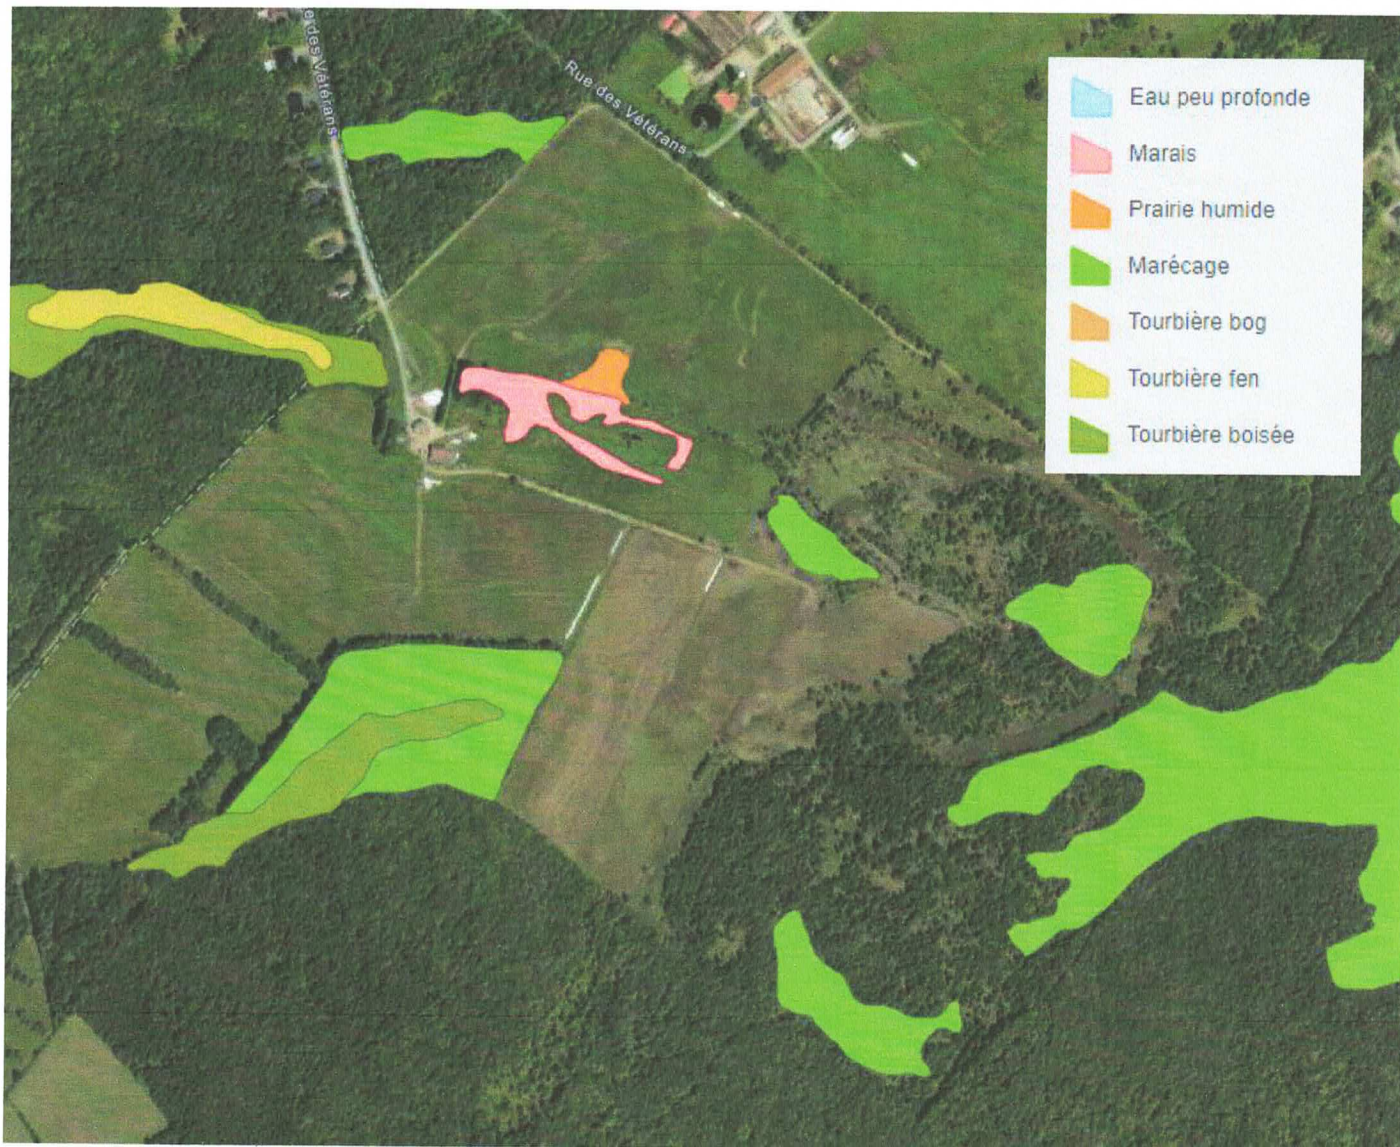 e des Vétérans
Rue des Vétérans
Eau peu profonde
Marais
Prairie humide
Marécage
Tourbière bog
Tourbière fen
Tourbière boisée